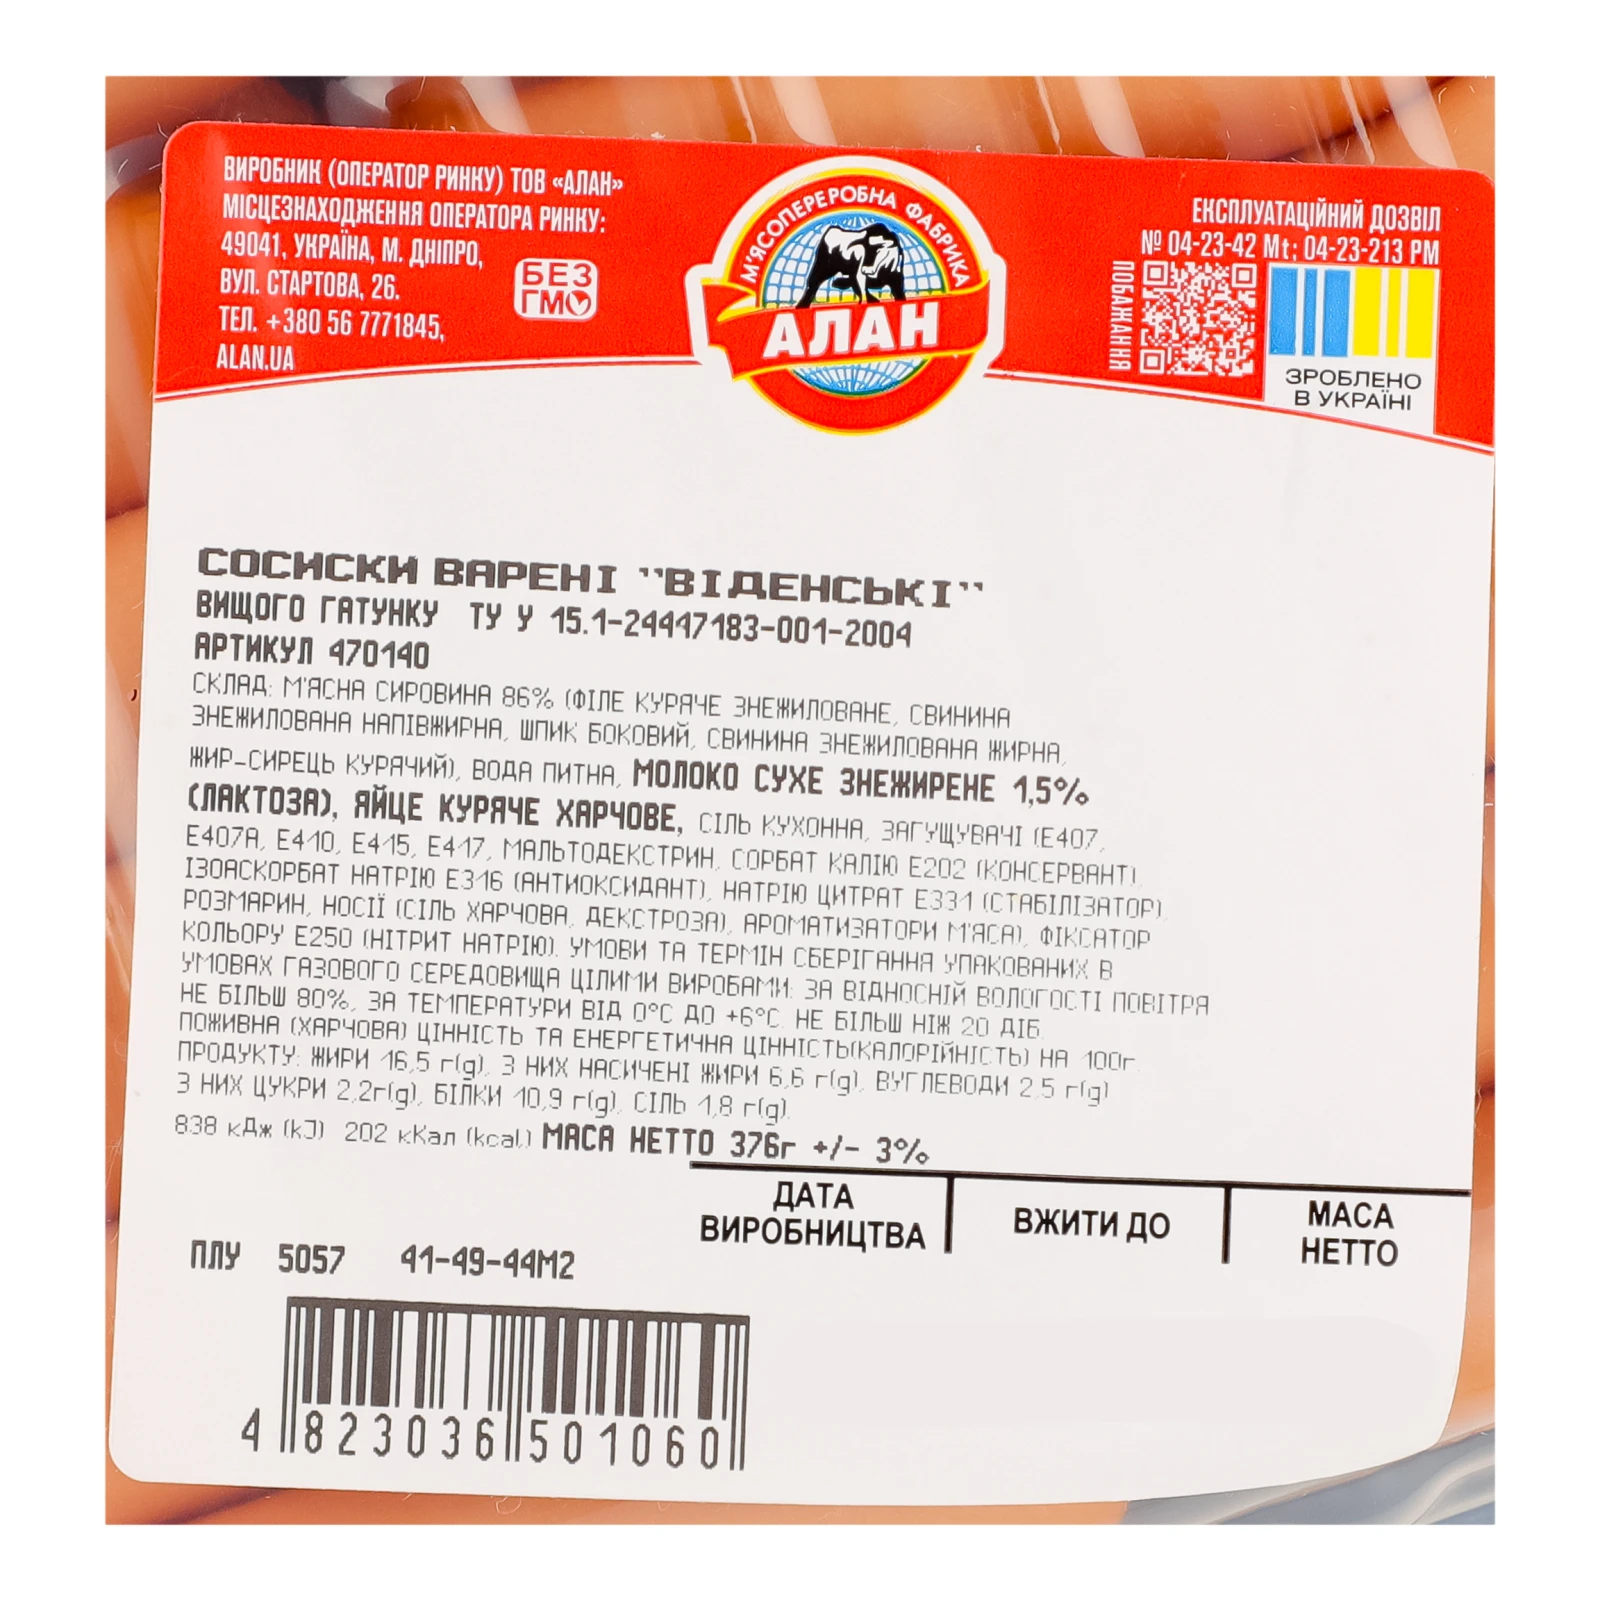 ВИРОБНИК (ОПЕРАТОР РИНКУ) ТОВ «АЛАН»
МІСЦЕЗНАХОДЖЕННЯ ОПЕРАТОРА РИНКУ:
49041, УКРАЇНА, М. ДНІПРО,
ВУЛ. СТАРТОВА, 26.
ТЕЛ. +380 56 7771845,
ALAN.UA
БЕЗ
ГМО
М'ЯСОПЕРЕРОБНА ФАБРИКА
АЛАН
ЕКСПЛУАТАЦІЙНИЙ ДОЗВІЛ
№ 04-23-42 Mt; 04-23-213 PM
ПОБАЖАННЯ
ЗРОБЛЕНО
В УКРАЇНІ
СОСИСКИ ВАРЕНІ "ВІДЕНСЬКІ"
ВИЩОГО ГАТУНКУ ТУ У 15.1-24447183-001-2004
АРТИКУЛ 470140
СКЛАД: М'ЯСНА СИРОВИНА 86% (ФІЛЕ КУРЯЧЕ ЗНЕЖИЛОВАНЕ, СВИНИНА
ЗНЕЖИЛОВАНА НАПІВЖИРНА, ШПИК БОКОВИЙ, СВИНИНА ЗНЕЖИЛОВАНА ЖИРНА,
ЖИР-СИРЕЦЬ КУРЯЧИЙ), ВОДА ПИТНА, МОЛОКО СУХЕ ЗНЕЖИРЕНЕ 1,5%
(ЛАКТОЗА), ЯЙЦЕ КУРЯЧЕ ХАРЧОВЕ, СІЛЬ КУХОННА, ЗАГУЩУВАЧІ (Е407,
Е407А, Е410, Е415, Е417, МАЛЬТОДЕКСТРИН, СОРБАТ КАЛІЮ Е202 (КОНСЕРВАНТ),
ІЗОАСКОРБАТ НАТРІЮ Е316 (АНТИОКСИДАНТ), НАТРІЮ ЦИТРАТ Е331 (СТАБІЛІЗАТОР),
РОЗМАРИН, НОСІЇ (СІЛЬ ХАРЧОВА, ДЕКСТРОЗА), АРОМАТИЗАТОРИ М'ЯСА), ФІКСАТОР
КОЛЬОРУ Е250 (НІТРИТ НАТРІЮ). УМОВИ ТА ТЕРМІН СБЕРІГАННЯ УПАКОВАНИХ В
УМОВАХ ГАЗОВОГО СЕРЕДОВИЩА ЦІЛИМИ ВИРОБАМИ: ЗА ВІДНОСНІЙ ВОЛОГОСТІ ПОВІТРЯ
НЕ БІЛЬШ 80%, ЗА ТЕМПЕРАТУРИ ВІД 0°С ДО +6°С НЕ БІЛЬШ НІЖ 20 ДІБ.
ПОЖИВНА (ХАРЧОВА) ЦІННІСТЬ ТА ЕНЕРГЕТИЧНА ЦІННІСТЬ(КАЛОРІЙНІСТЬ) НА 100г.
ПРОДУКТУ: ЖИРИ 16,5 г(g), З НИХ НАСИЧЕНІ ЖИРИ 6,6 г(g), ВУГЛЕВОДИ 2,5 г(g)
З НИХ ЦУКРИ 2,2г(g), БІЛКИ 10,9 г(g), СІЛЬ 1,8 г(g).
838 кДж (kJ) 202 кКал (kcal) МАСА НЕТТО 376г +/- 3%
ДАТА
ВИРОБНИЦТВА
ВЖИТИ ДО
МАСА
НЕТТО
ПЛУ 5057 41-49-44М2
4 823036 501060